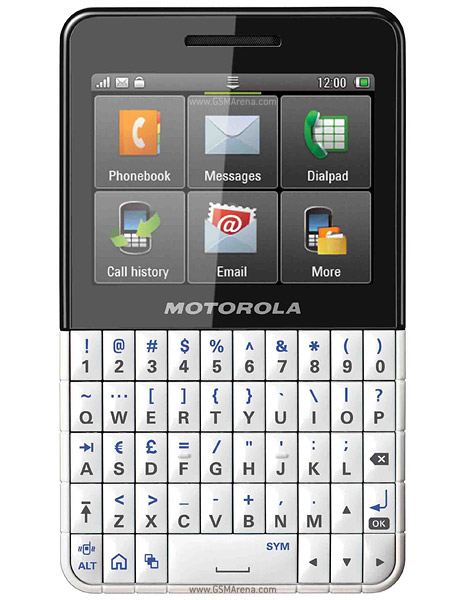 12:00
www.GSMArena.com
Phonebook Messages Dialpad
Call history Email More
MOTOROLA
! @ # $ % ^ & * ( )
1 2 3 4 5 6 7 8 9 0
~ ... [ ] { } ` \ | ?
Q W E R T Y U I O P
€ £ = / " ' : ;
A S D F G H J K L
< > + - _ . ,
Z X C V B N M
OK
ALT SYM
www.GSMArena.com